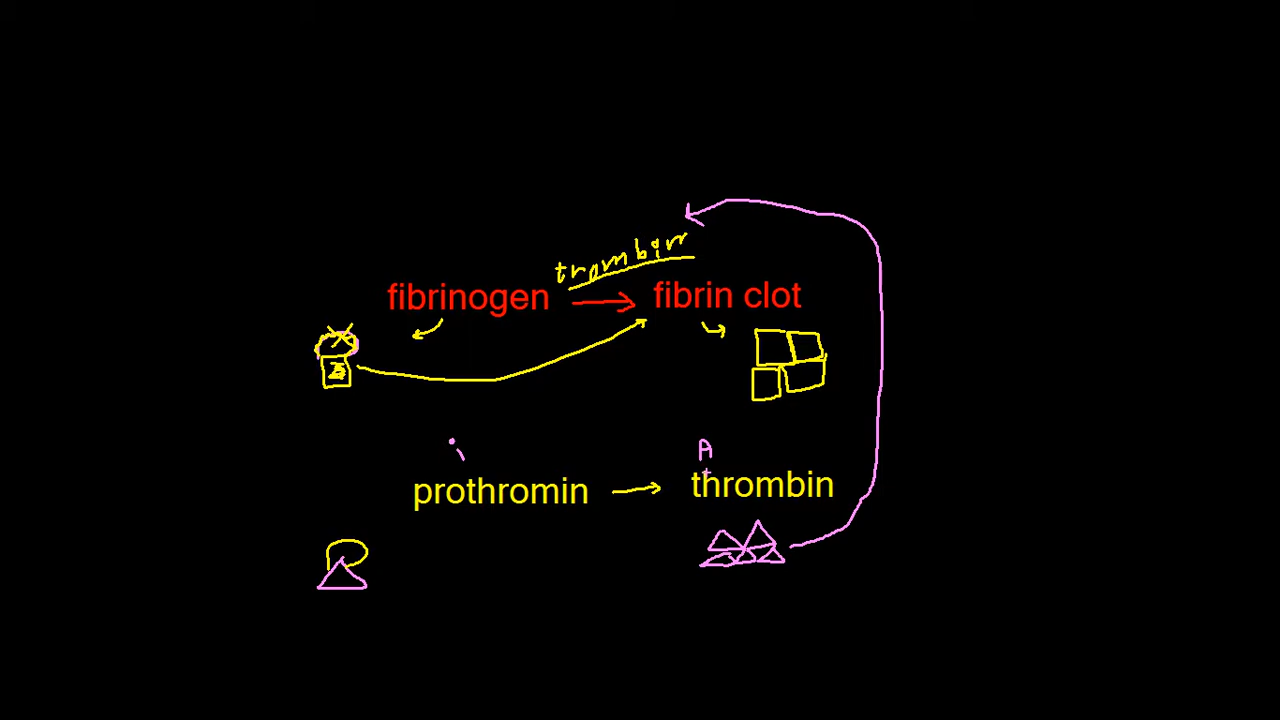 trombin
fibrinogen → fibrin clot
i A
prothromin → thrombin